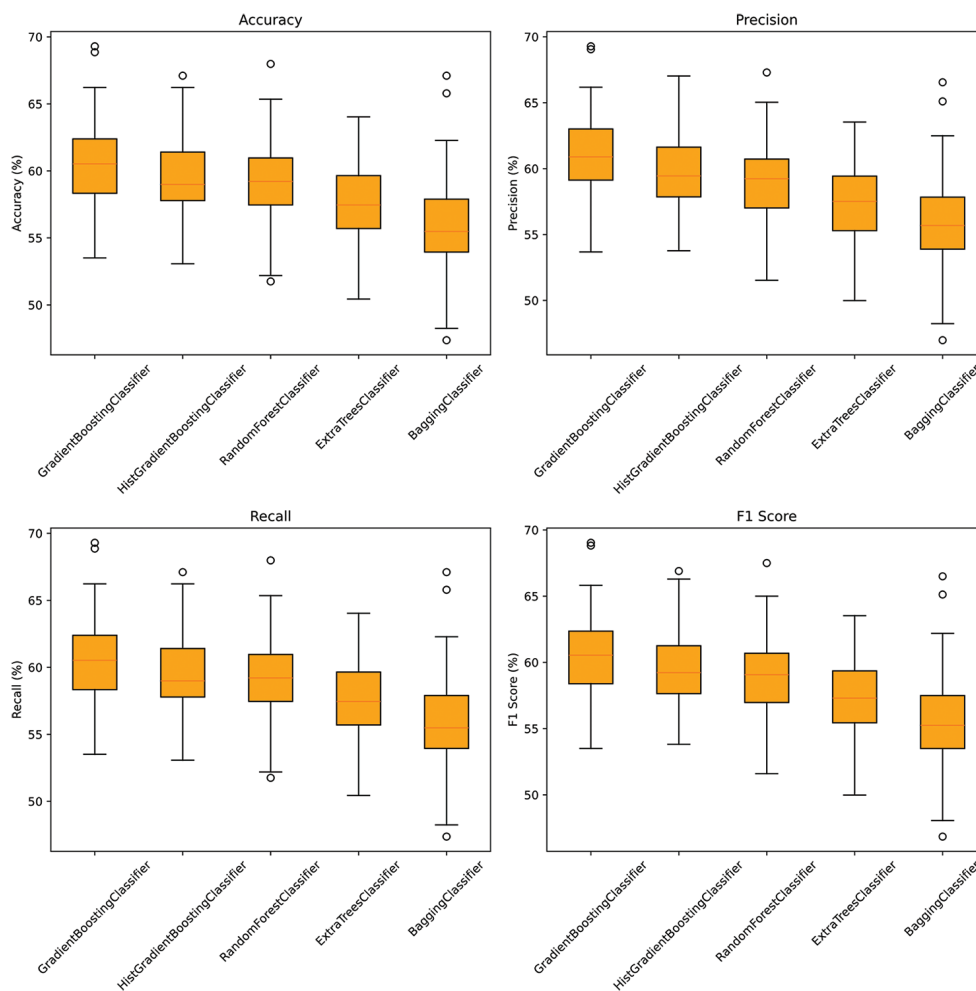 Accuracy
Accuracy (%)
70
65
60
55
50
GradientBoostingClassifier
HistGradientBoostingClassifier
RandomForestClassifier
ExtraTreesClassifier
BaggingClassifier
Precision
Precision (%)
70
65
60
55
50
GradientBoostingClassifier
HistGradientBoostingClassifier
RandomForestClassifier
ExtraTreesClassifier
BaggingClassifier
Recall
Recall (%)
70
65
60
55
50
GradientBoostingClassifier
HistGradientBoostingClassifier
RandomForestClassifier
ExtraTreesClassifier
BaggingClassifier
F1 Score
F1 Score (%)
70
65
60
55
50
GradientBoostingClassifier
HistGradientBoostingClassifier
RandomForestClassifier
ExtraTreesClassifier
BaggingClassifier